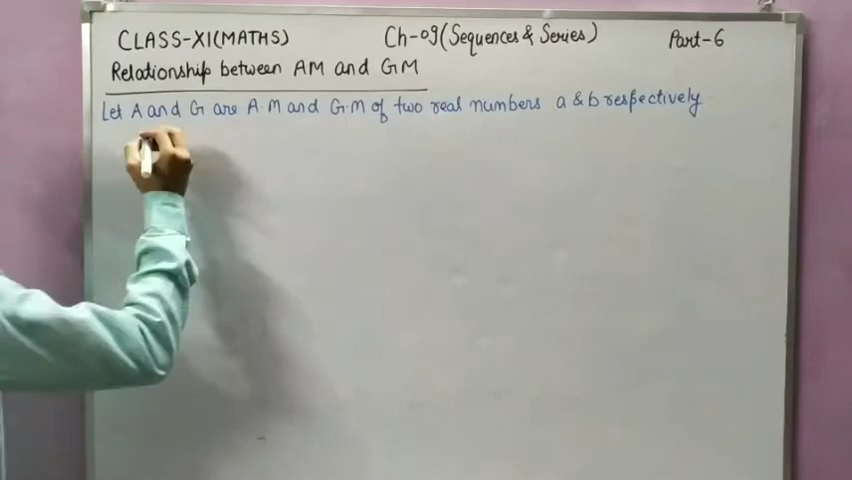 CLASS-XI(MATHS) Ch-09(Sequences & Series) Part-6
Relationship between AM and GM
Let A and G are A.M and G.M of two real numbers a & b respectively